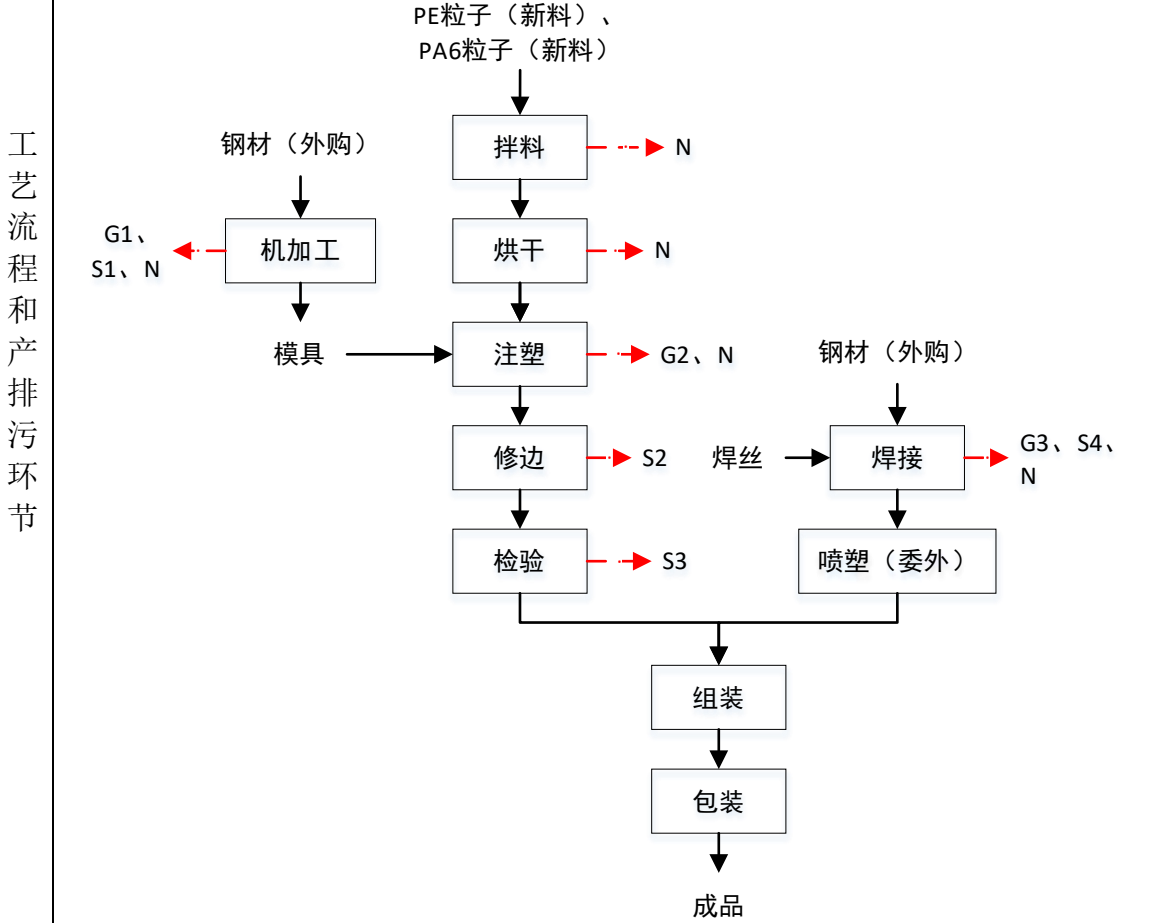 工艺流程和产排污环节
PE粒子（新料）、
PA6粒子（新料）
钢材（外购）
拌料
N
G1、
S1、N
机加工
烘干
N
模具
注塑
G2、N
钢材（外购）
修边
S2
焊丝
焊接
G3、S4、
N
检验
S3
喷塑（委外）
组装
包装
成品